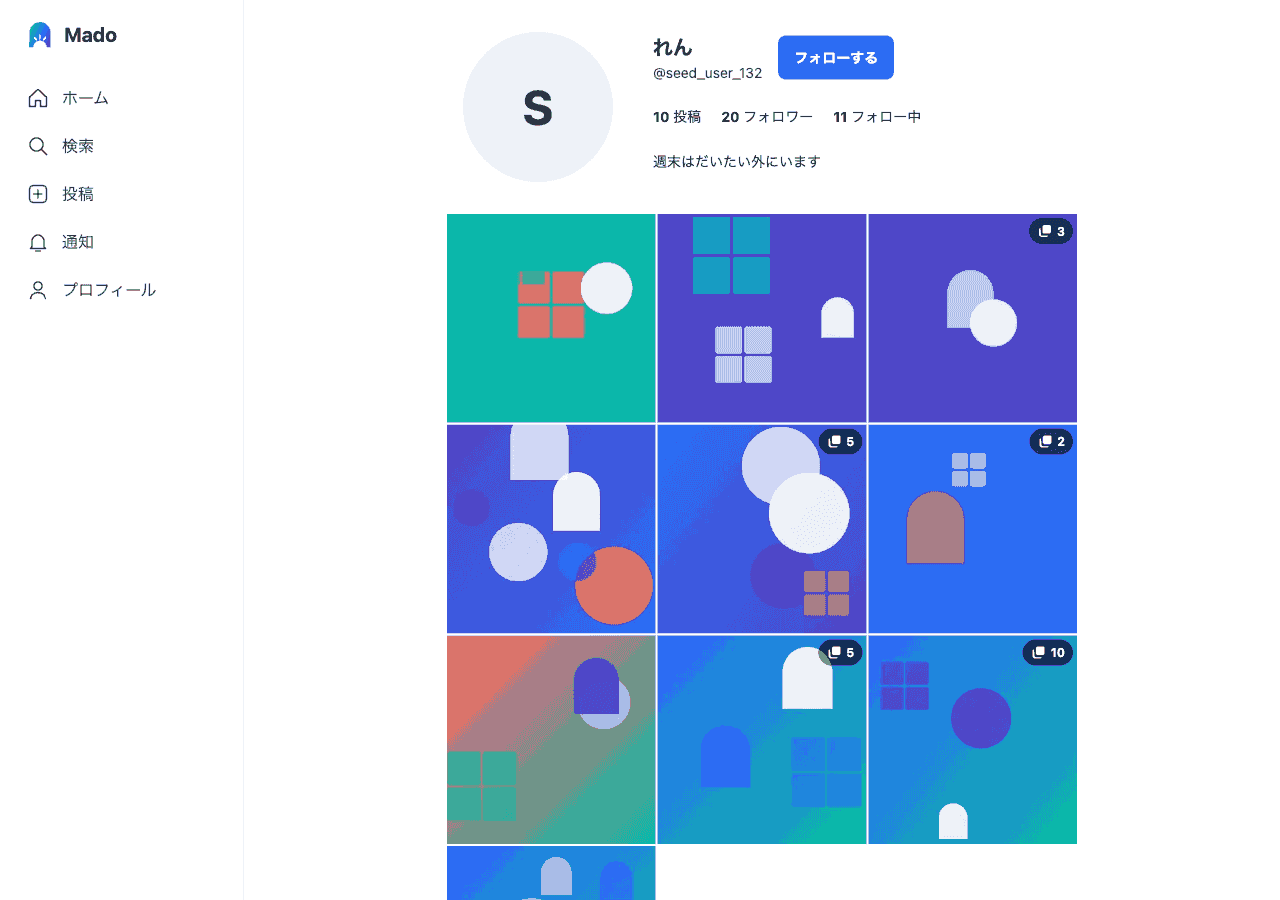 Mado
ホーム
検索
投稿
通知
プロフィール
S
れん
@seed_user_132
フォローする
10 投稿 20 フォロワー 11 フォロー中
週末はだいたい外にいます
3
5
2
5
10